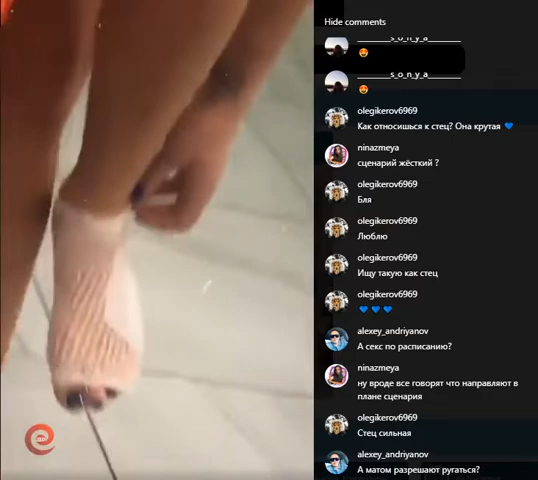 Hide comments
________s_o_n_y_a________
😍
________s_o_n_y_a________
😍
olegikerov6969
Как относишься к стец? Она крутая 💙
ninazmeya
сценарий жёсткий ?
olegikerov6969
Бля
olegikerov6969
Люблю
olegikerov6969
Ищу такую как стец
olegikerov6969
💙 💙 💙
alexey_andriyanov
А секс по расписанию?
ninazmeya
ну вроде все говорят что направляют в
плане сценария
olegikerov6969
Стец сильная
alexey_andriyanov
А матом разрешают ругаться?